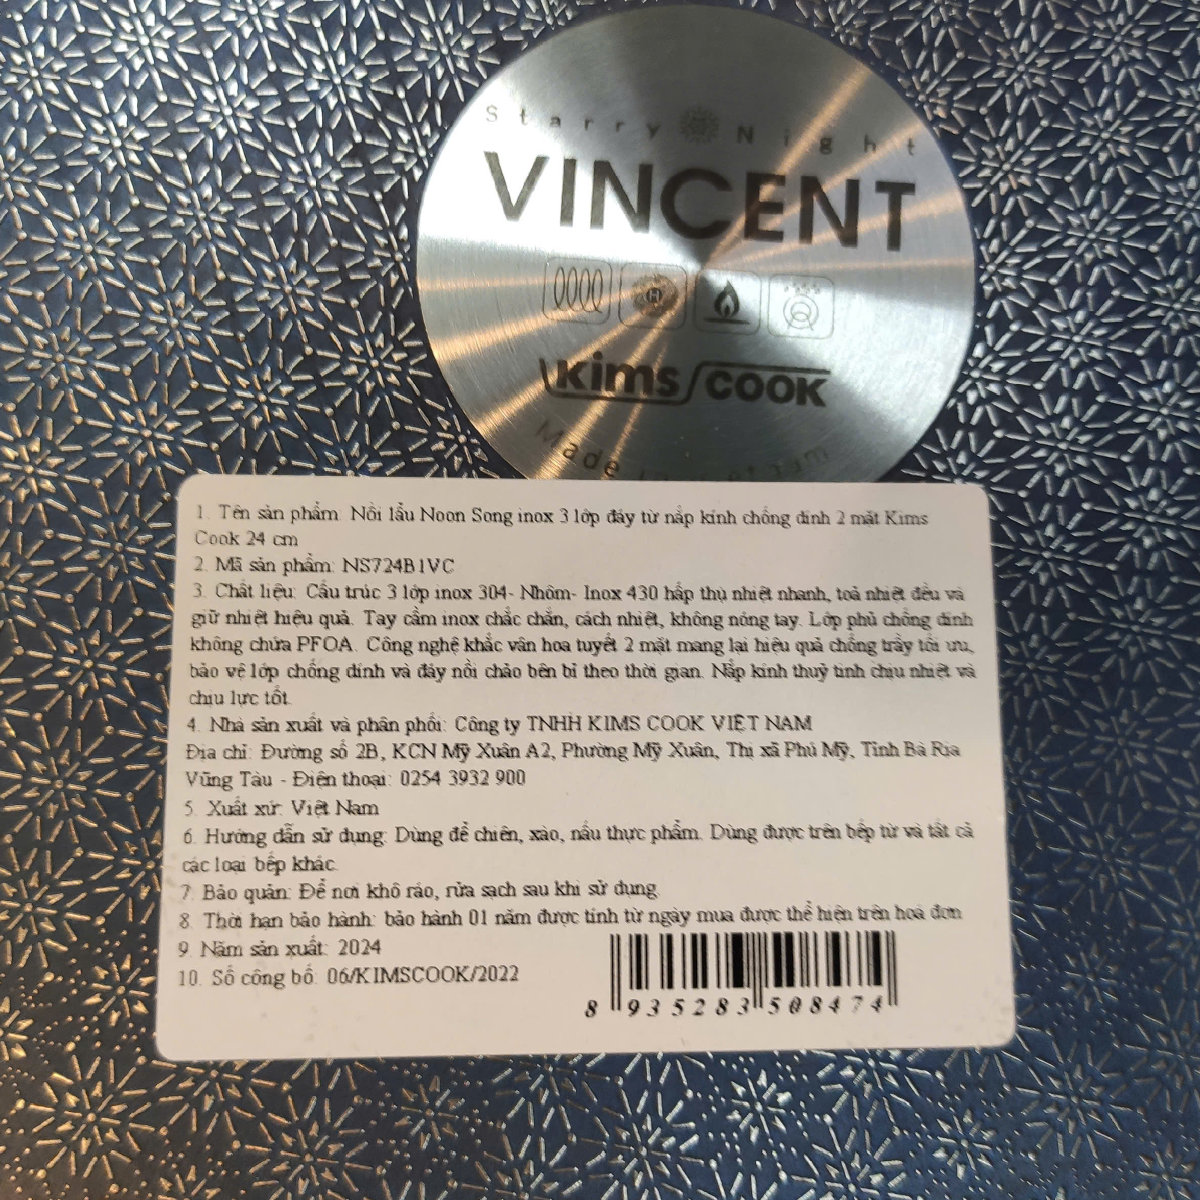 Starry Night
VINCENT
Kims COOK
Made in Vietnam
1. Tên sản phẩm: Nồi lẩu Noon Song inox 3 lớp đáy từ nắp kính chống dính 2 mặt Kims
Cook 24 cm
2. Mã sản phẩm: NS724B1VC
3. Chất liệu: Cấu trúc 3 lớp inox 304- Nhôm- Inox 430 hấp thụ nhiệt nhanh, toả nhiệt đều và
giữ nhiệt hiệu quả. Tay cầm inox chắc chắn, cách nhiệt, không nóng tay. Lớp phủ chống dính
không chứa PFOA. Công nghệ khắc vân hoa tuyết 2 mặt mang lại hiệu quả chống trầy tối ưu,
bảo vệ lớp chống dính và đáy nồi chảo bền bỉ theo thời gian. Nắp kính thuỷ tinh chịu nhiệt và
chịu lực tốt.
4. Nhà sản xuất và phân phối: Công ty TNHH KIMS COOK VIỆT NAM
Địa chỉ: Đường số 2B, KCN Mỹ Xuân A2, Phường Mỹ Xuân, Thị xã Phú Mỹ, Tỉnh Bà Rịa
Vũng Tàu - Điện thoại: 0254 3932 900
5. Xuất xứ: Việt Nam
6. Hướng dẫn sử dụng: Dùng để chiên, xào, nấu thực phẩm. Dùng được trên bếp từ và tất cả
các loại bếp khác.
7. Bảo quản: Để nơi khô ráo, rửa sạch sau khi sử dụng.
8. Thời hạn bảo hành: bảo hành 01 năm được tính từ ngày mua được thể hiện trên hoá đơn
9. Năm sản xuất: 2024
10. Số công bố: 06/KIMSCOOK/2022
8 935283 508474